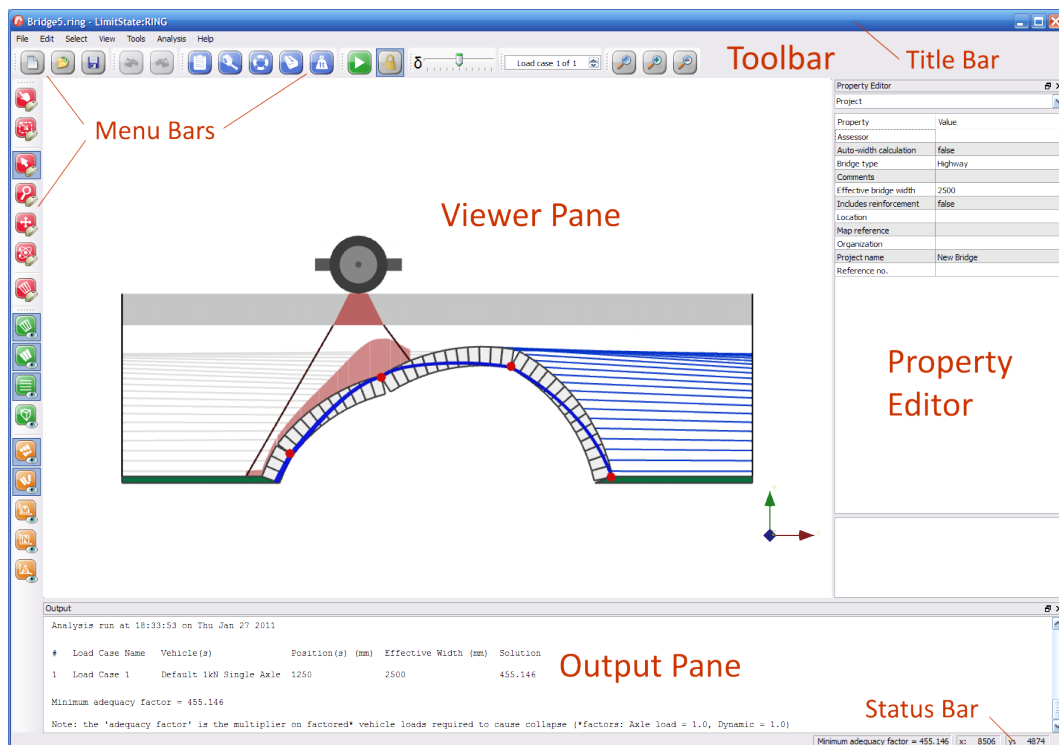 Bridge5.ring - LimitState:RING
Title Bar
File Edit Select View Tools Analysis Help
δ
Load case 1 of 1
Toolbar
Menu Bars
Viewer Pane
Property Editor
Project
Property Value
Assessor
Auto-width calculation false
Bridge type Highway
Comments
Effective bridge width 2500
Includes reinforcement false
Location
Map reference
Organization
Project name New Bridge
Reference no.
Property
Editor
Output
Analysis run at 18:33:53 on Thu Jan 27 2011
# Load Case Name Vehicle(s) Position(s) (mm) Effective Width (mm) Solution
1 Load Case 1 Default 1kN Single Axle 1250 2500 455.146
Minimum adequacy factor = 455.146
Note: the 'adequacy factor' is the multiplier on factored* vehicle loads required to cause collapse (*factors: Axle load = 1.0, Dynamic = 1.0)
Output Pane
Status Bar
Minimum adequacy factor = 455.146 x: 8506 y: 4874